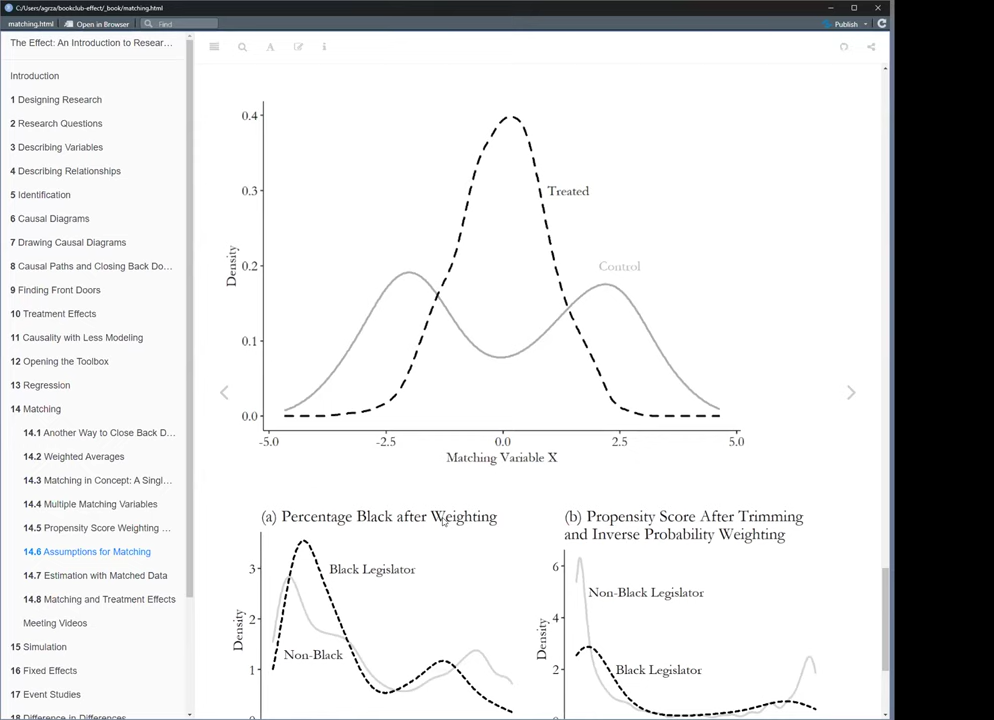 C:/Users/agrza/bookclub-effect/_book/matching.html
matching.html
Open in Browser
Find
Publish
The Effect: An Introduction to Resear...
Introduction
1 Designing Research
2 Research Questions
3 Describing Variables
4 Describing Relationships
5 Identification
6 Causal Diagrams
7 Drawing Causal Diagrams
8 Causal Paths and Closing Back Do...
9 Finding Front Doors
10 Treatment Effects
11 Causality with Less Modeling
12 Opening the Toolbox
13 Regression
14 Matching
14.1 Another Way to Close Back D...
14.2 Weighted Averages
14.3 Matching in Concept: A Singl...
14.4 Multiple Matching Variables
14.5 Propensity Score Weighting ...
14.6 Assumptions for Matching
14.7 Estimation with Matched Data
14.8 Matching and Treatment Effects
Meeting Videos
15 Simulation
16 Fixed Effects
17 Event Studies
18 Difference in Differences
A
i
0.4
0.3
0.2
0.1
0.0
Density
Treated
Control
-5.0
-2.5
0.0
2.5
5.0
Matching Variable X
(a) Percentage Black after Weighting
3
2
1
0
Density
Black Legislator
Non-Black
(b) Propensity Score After Trimming
and Inverse Probability Weighting
6
4
2
Density
Non-Black Legislator
Black Legislator